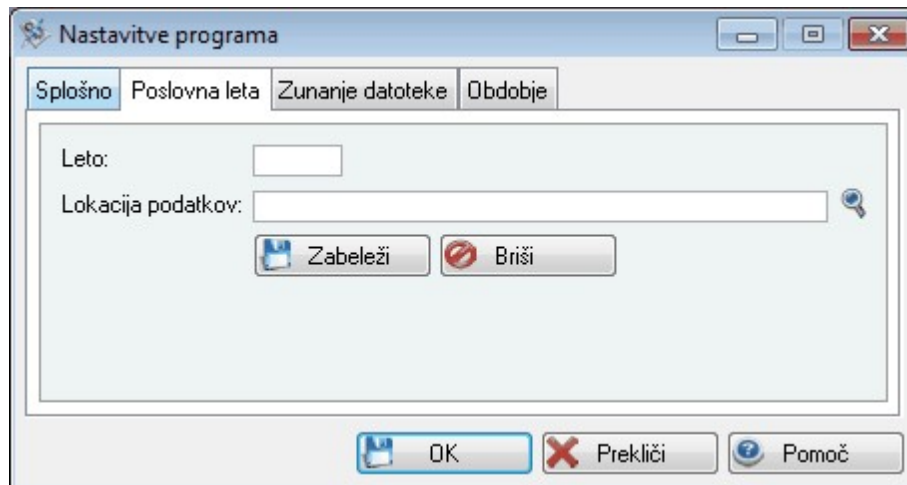 Nastavitve programa
Splošno Poslovna leta Zunanje datoteke Obdobje
Leto:
Lokacija podatkov:
Zabeleži Briši
OK Prekliči Pomoč